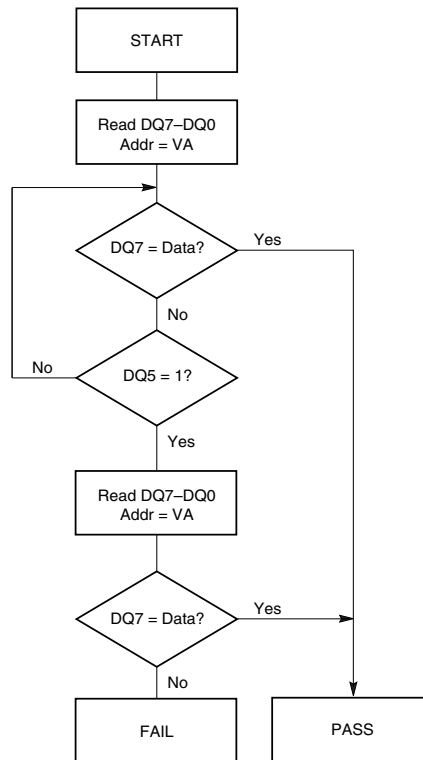 START
Read DQ7–DQ0
Addr = VA
DQ7 = Data?
Yes
No
No
DQ5 = 1?
Yes
Read DQ7–DQ0
Addr = VA
DQ7 = Data?
Yes
No
FAIL
PASS